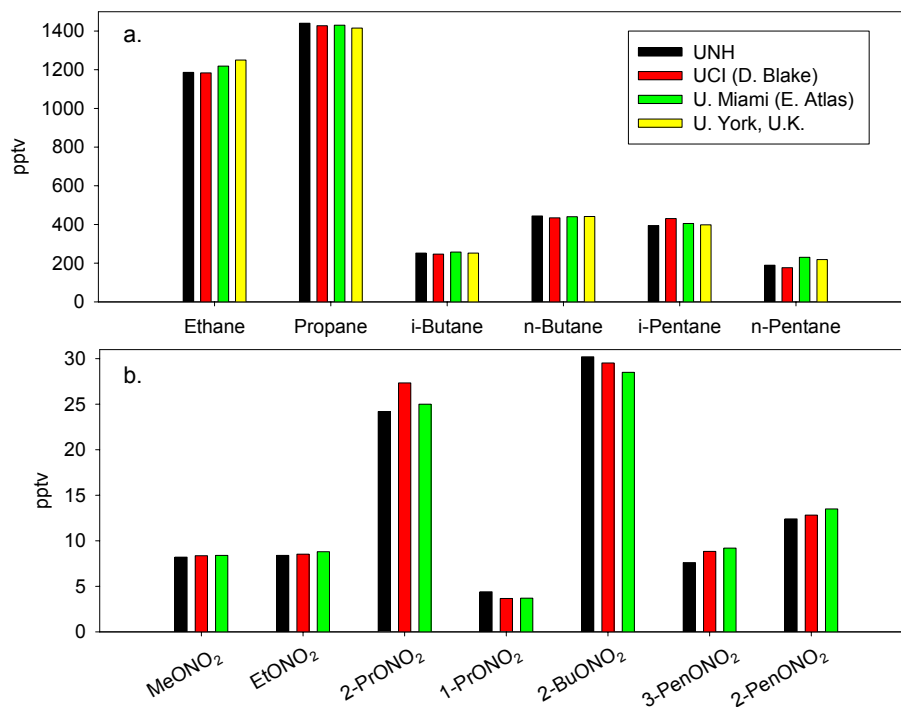 a.
UNH
UCI (D. Blake)
U. Miami (E. Atlas)
U. York, U.K.
pptv
1400
1200
1000
800
600
400
200
0
Ethane Propane i-Butane n-Butane i-Pentane n-Pentane
b.
pptv
30
25
20
15
10
5
0
MeONO₂ EtONO₂ 2-PrONO₂ 1-PrONO₂ 2-BuONO₂ 3-PenONO₂ 2-PenONO₂